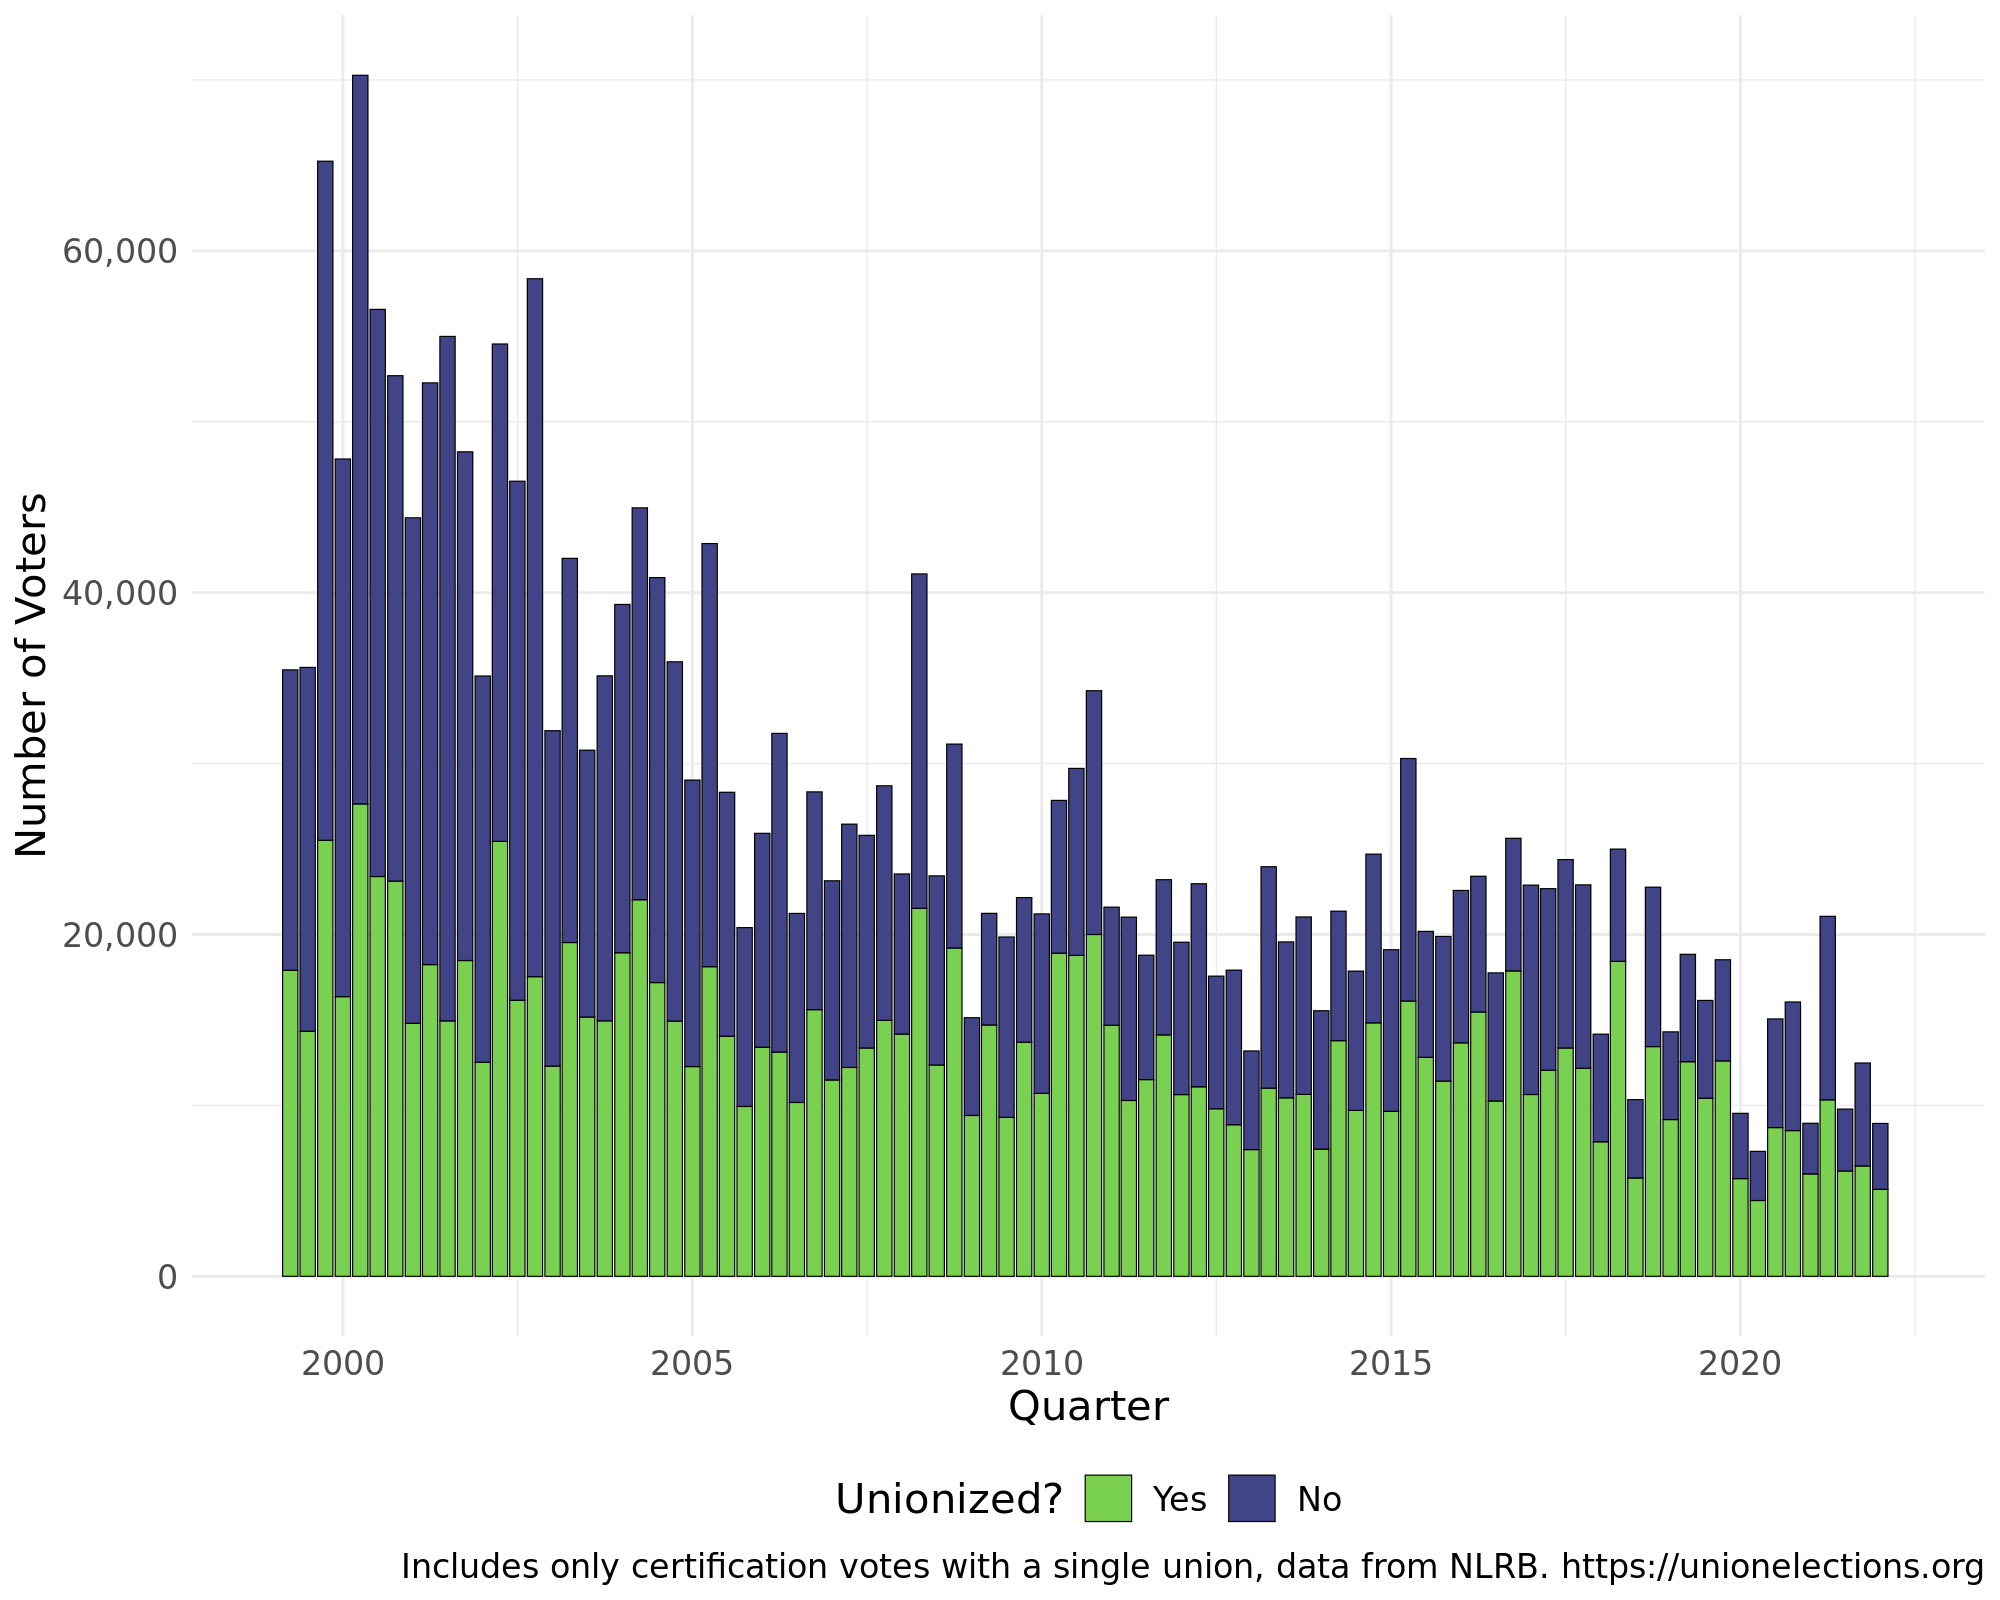 Number of Voters
60,000
40,000
20,000
0
2000 2005 2010 2015 2020
Quarter
Unionized? Yes No
Includes only certification votes with a single union, data from NLRB. https://unionelections.org